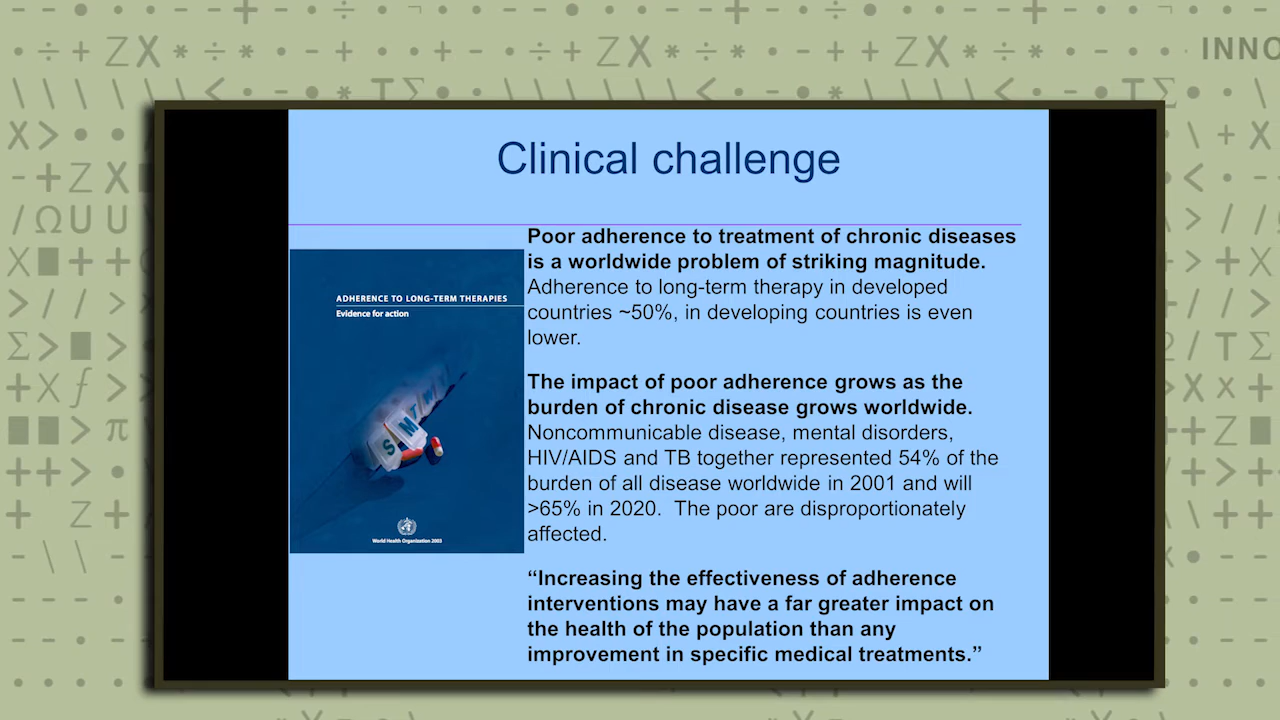 INNO
Clinical challenge
ADHERENCE TO LONG-TERM THERAPIES
Evidence for action
S M T W T
World Health Organization 2003
Poor adherence to treatment of chronic diseases
is a worldwide problem of striking magnitude.
Adherence to long-term therapy in developed
countries ~50%, in developing countries is even
lower.
The impact of poor adherence grows as the
burden of chronic disease grows worldwide.
Noncommunicable disease, mental disorders,
HIV/AIDS and TB together represented 54% of the
burden of all disease worldwide in 2001 and will
>65% in 2020.  The poor are disproportionately
affected.
“Increasing the effectiveness of adherence
interventions may have a far greater impact on
the health of the population than any
improvement in specific medical treatments.”